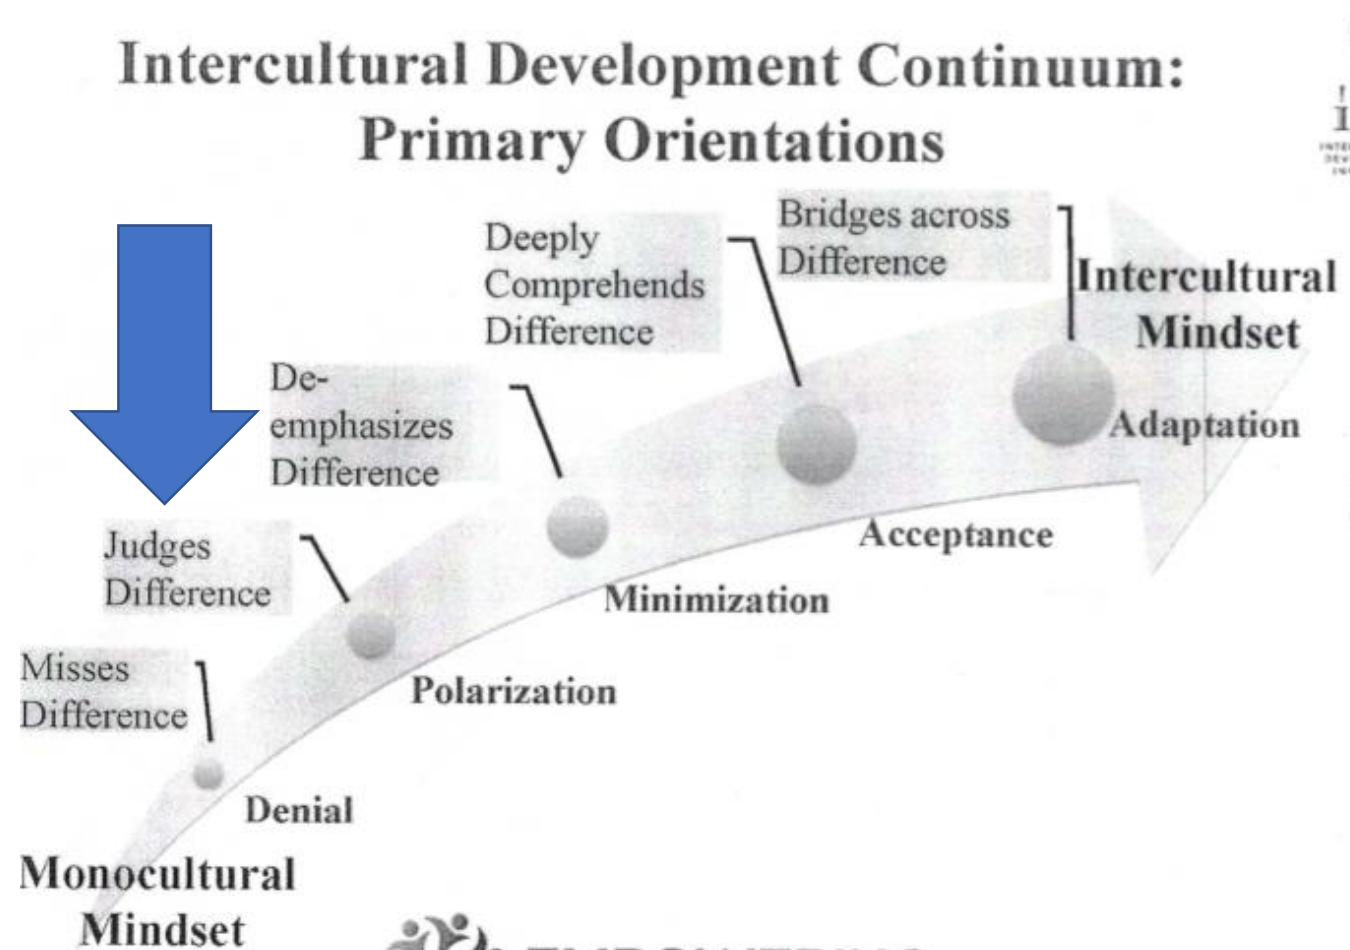 Intercultural Development Continuum:
Primary Orientations
Bridges across
Difference
Deeply
Comprehends
Difference
Intercultural
Mindset
De-
emphasizes
Difference
Adaptation
Judges
Difference
Acceptance
Minimization
Misses
Difference
Polarization
Denial
Monocultural
Mindset